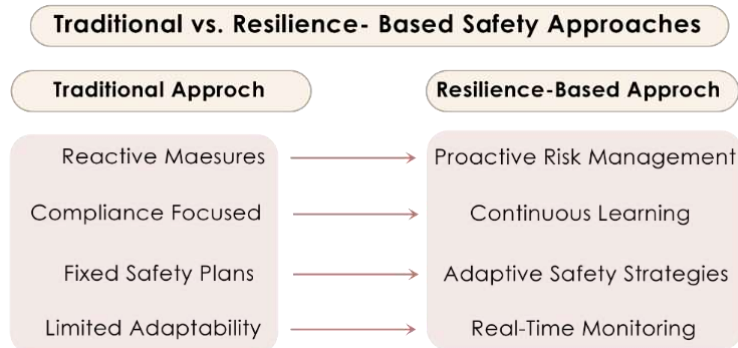 Traditional vs. Resilience- Based Safety Approaches
Traditional Approch
Resilience-Based Approch
Reactive Maesures
Proactive Risk Management
Compliance Focused
Continuous Learning
Fixed Safety Plans
Adaptive Safety Strategies
Limited Adaptability
Real-Time Monitoring